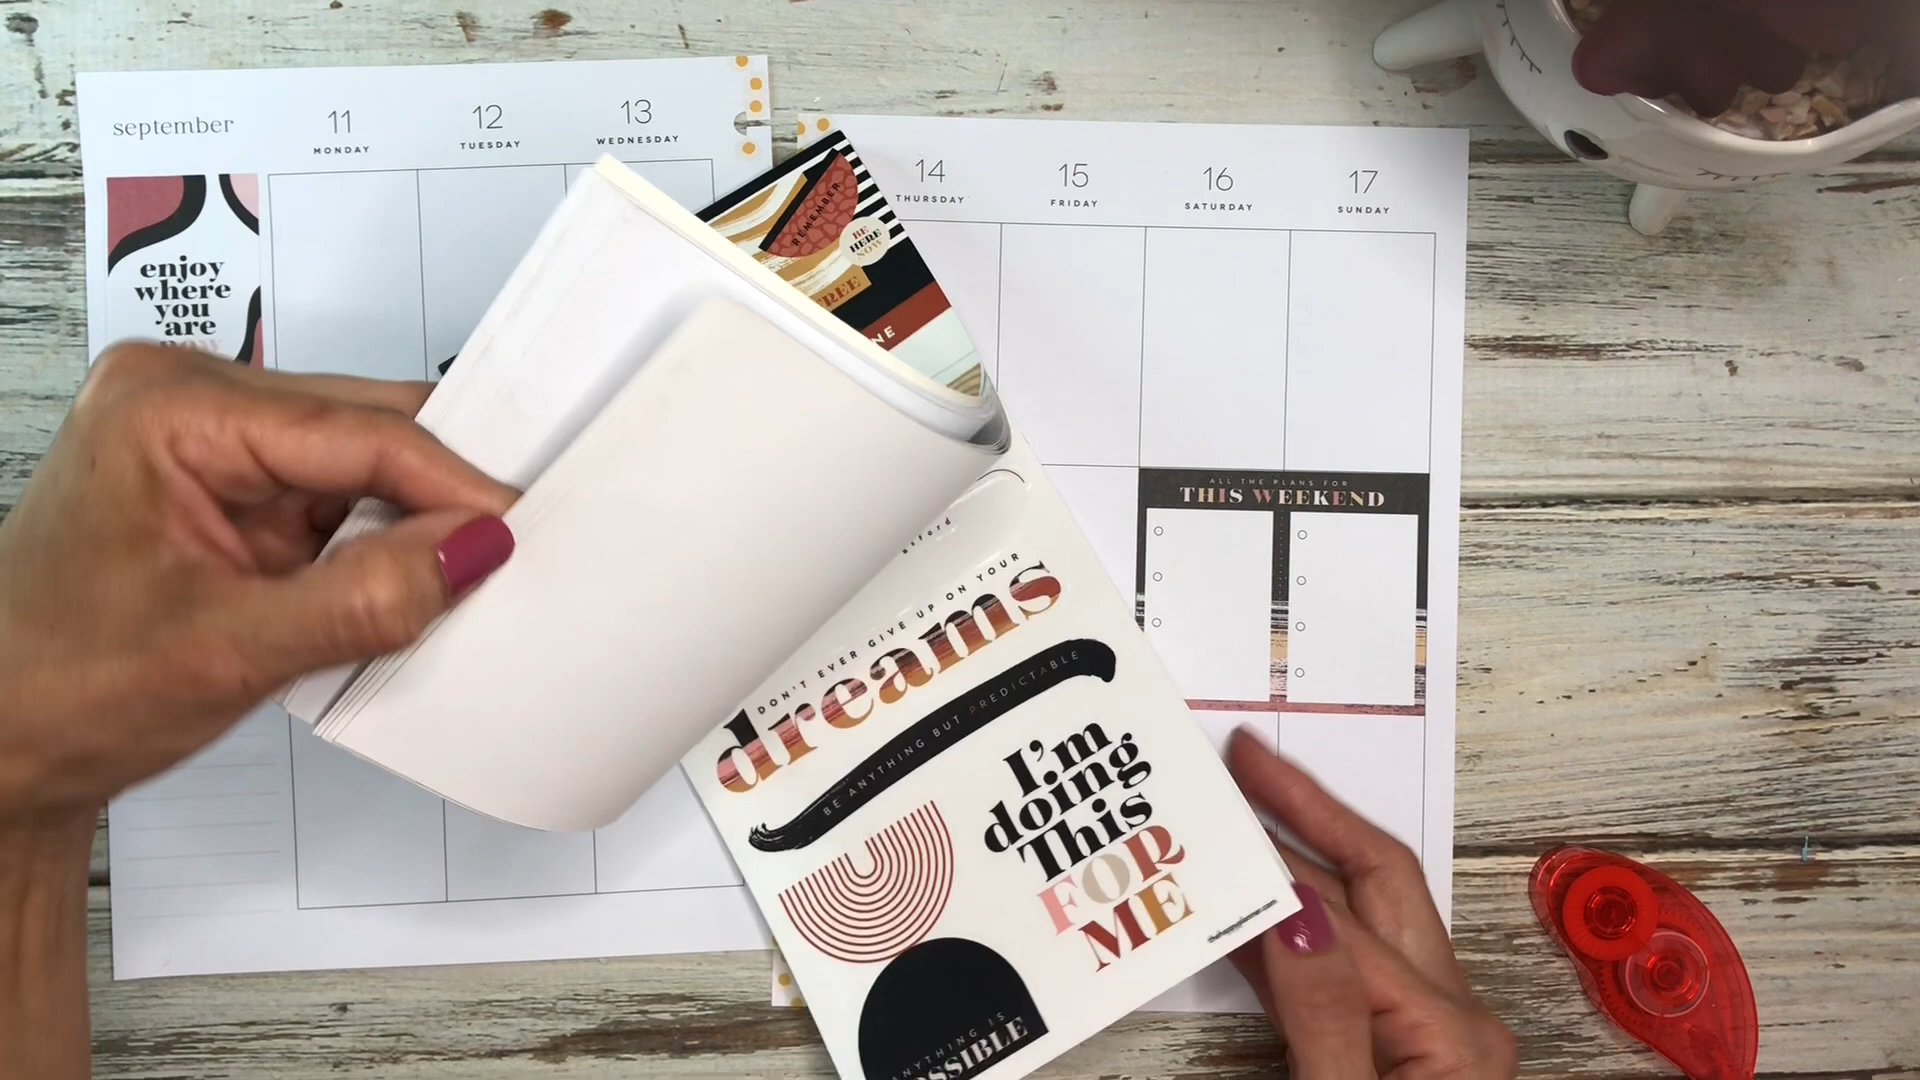 september
11
MONDAY
12
TUESDAY
13
WEDNESDAY
14
THURSDAY
15
FRIDAY
16
SATURDAY
17
SUNDAY
enjoy
where
you
are
REMEMBER
BE
HERE
NOW
ALL THE PLANS FOR
THIS WEEKEND
DON'T EVER GIVE UP ON YOUR
dreams
BE ANYTHING BUT PREDICTABLE
I'm
doing
This
FOR
ME
ANYTHING IS